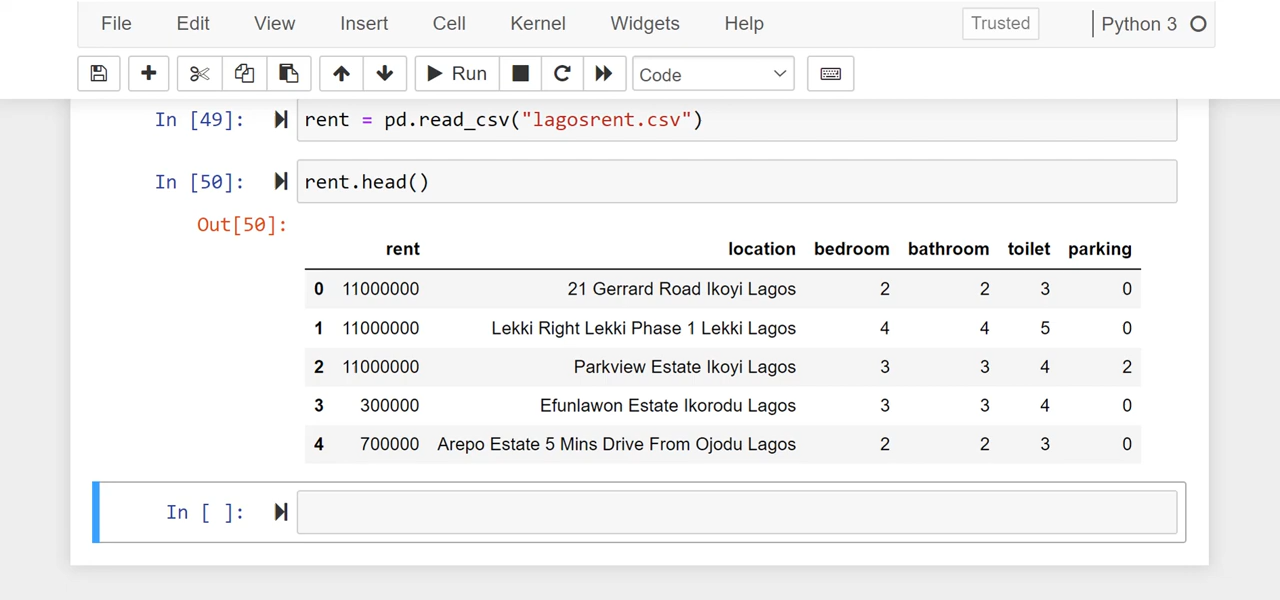 File Edit View Insert Cell Kernel Widgets Help Trusted Python 3
Run Code
In [49]: rent = pd.read_csv("lagosrent.csv")
In [50]: rent.head()
Out[50]:
rent location bedroom bathroom toilet parking
0 11000000 21 Gerrard Road Ikoyi Lagos 2 2 3 0
1 11000000 Lekki Right Lekki Phase 1 Lekki Lagos 4 4 5 0
2 11000000 Parkview Estate Ikoyi Lagos 3 3 4 2
3 300000 Efunlawon Estate Ikorodu Lagos 3 3 4 0
4 700000 Arepo Estate 5 Mins Drive From Ojodu Lagos 2 2 3 0
In [ ]: